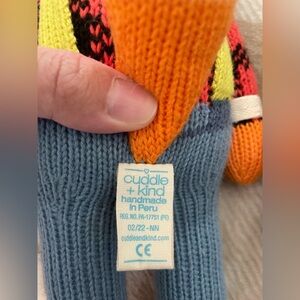 cuddle
+ kind
handmade
in Peru
REG. NO. PA-17751 (PE)
02/22-NN
cuddleandkind.com
CE